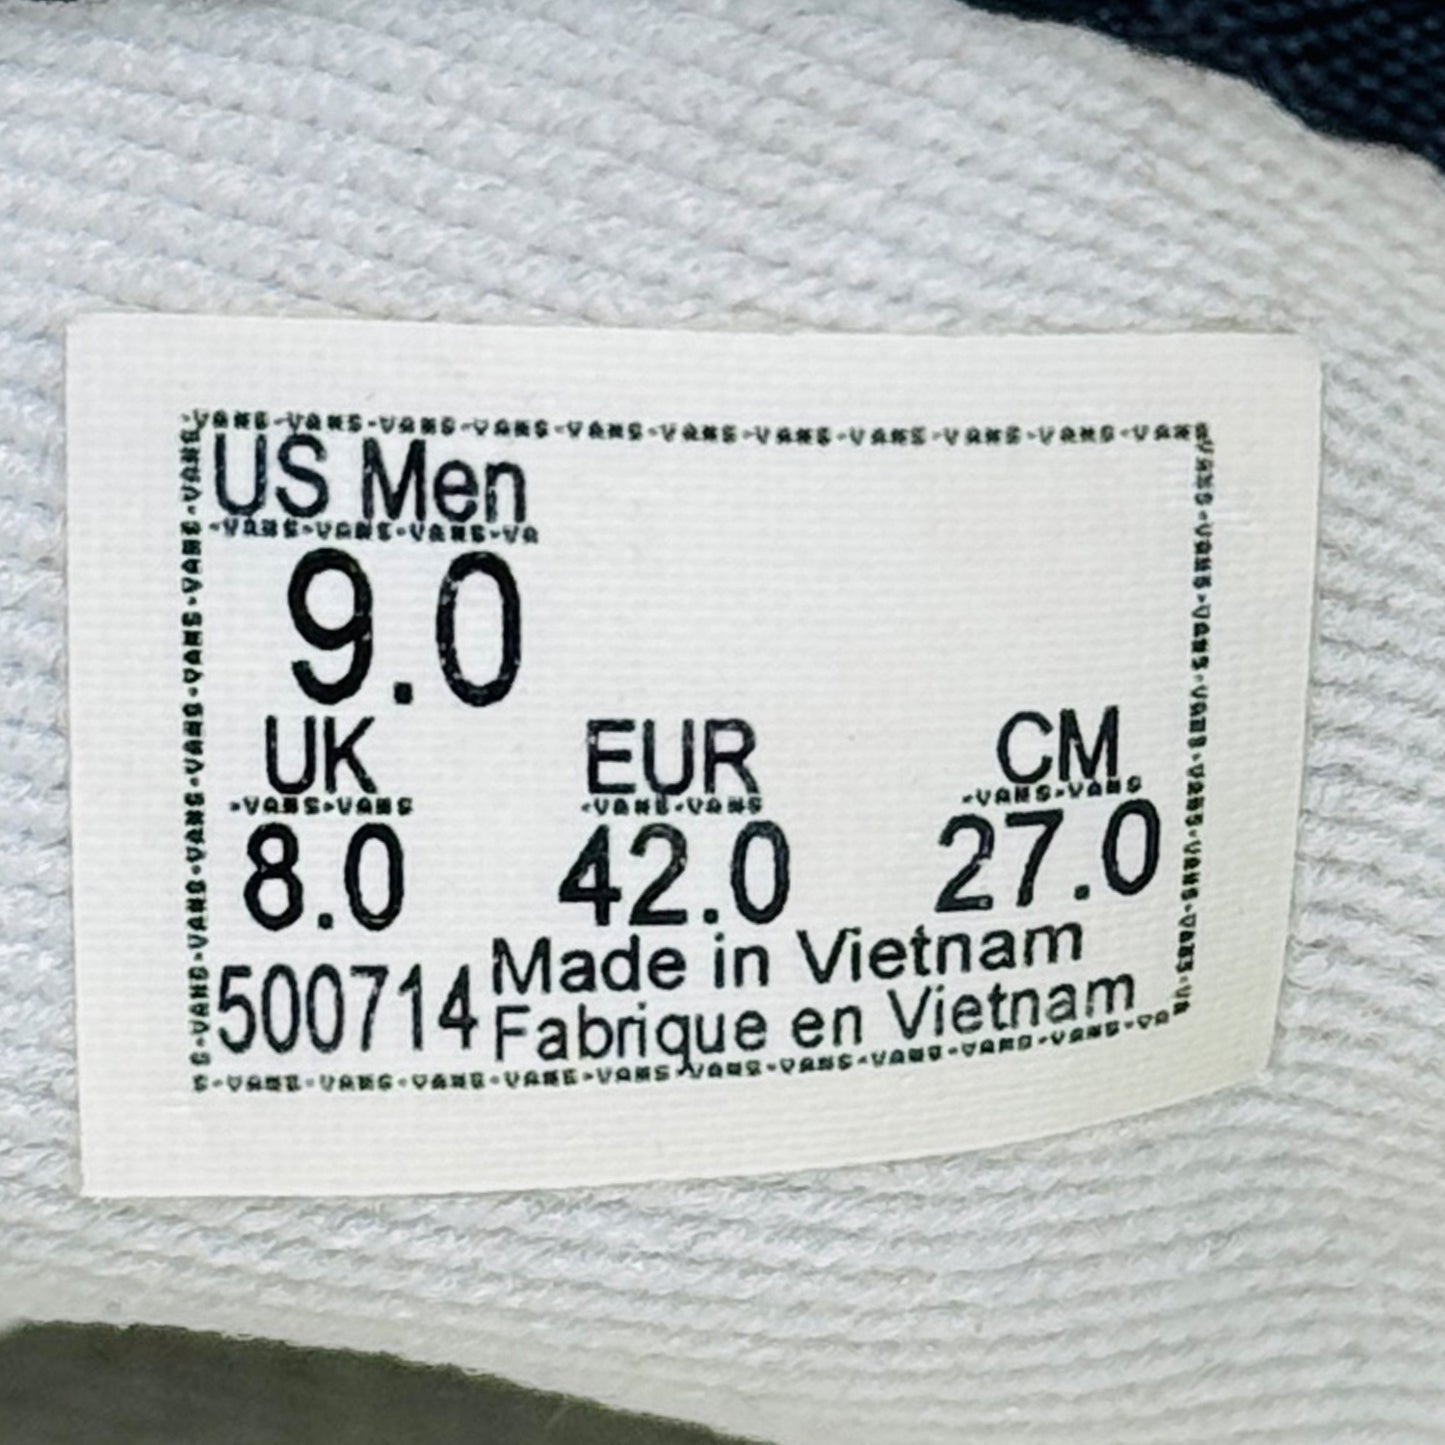 US Men
9.0
UK EUR CM
8.0 42.0 27.0
500714 Made in Vietnam
Fabrique en Vietnam